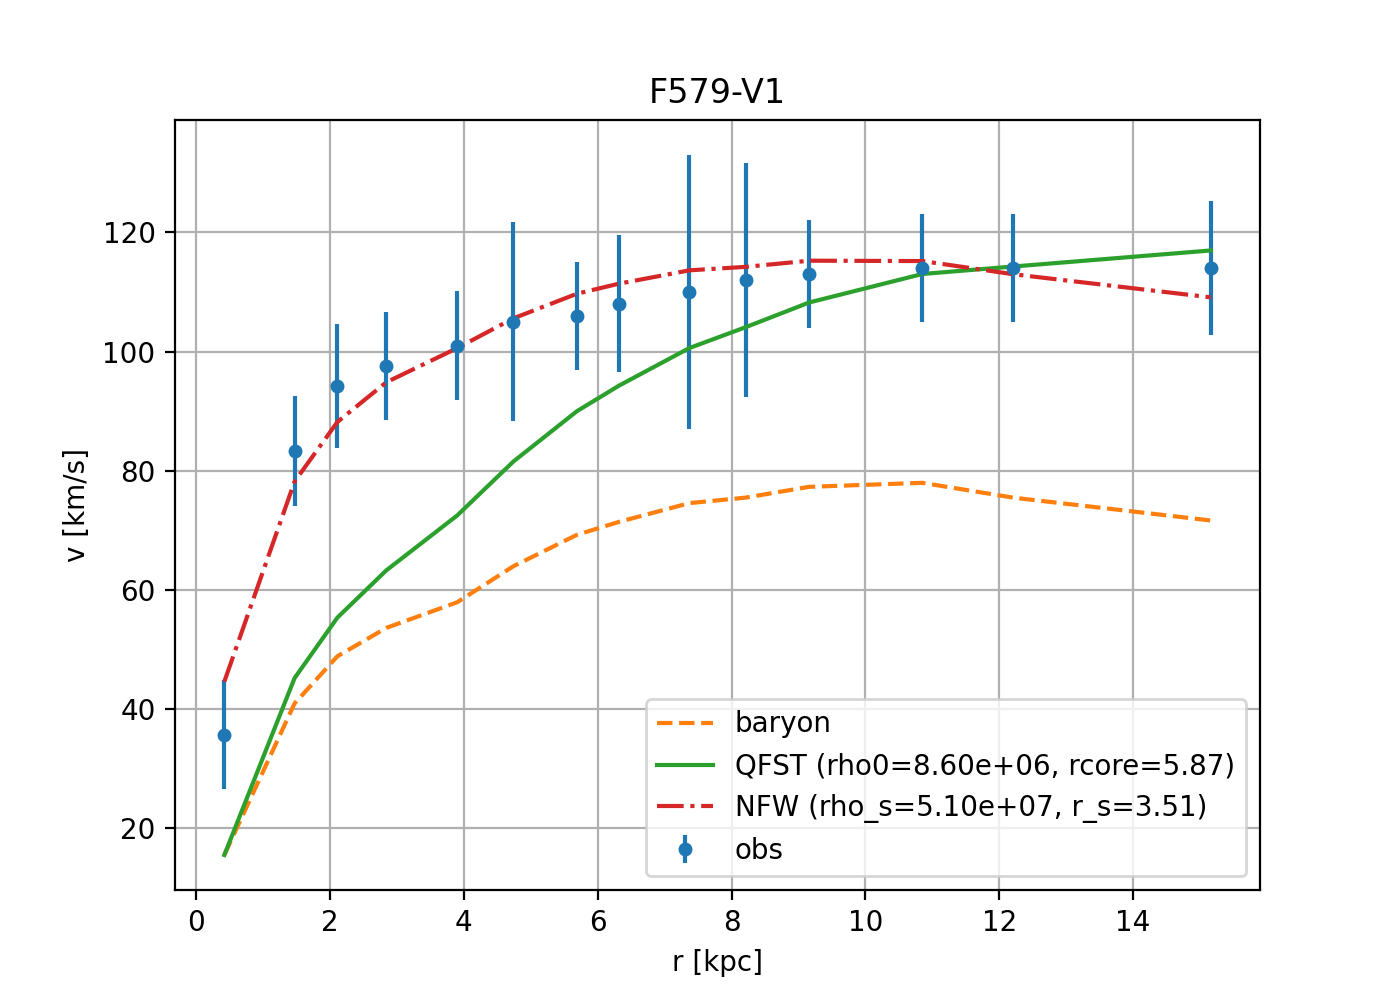 F579-V1
v [km/s]
120
100
80
60
40
20
baryon
QFST (rho0=8.60e+06, rcore=5.87)
NFW (rho_s=5.10e+07, r_s=3.51)
obs
0 2 4 6 8 10 12 14
r [kpc]